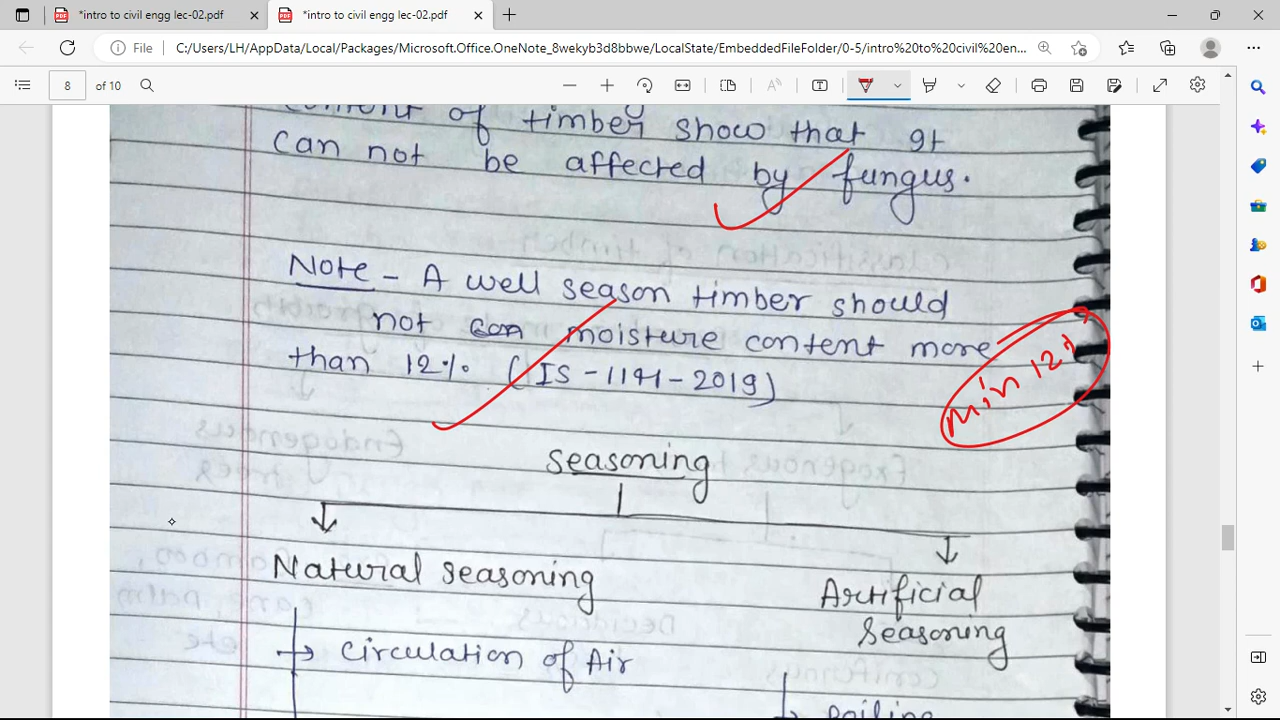 *intro to civil engg lec-02.pdf
*intro to civil engg lec-02.pdf
File
C:/Users/LH/AppData/Local/Packages/Microsoft.Office.OneNote_8wekyb3d8bbwe/LocalState/EmbeddedFileFolder/0-5/intro%20to%20civil%20en...
8 of 10
of timber show that it
can not be affected by fungus.
Note - A well season timber should
not can moisture content more
than 12%. (IS-1141-2019)
min 12%
Seasoning
Natural seasoning
Artificial
Seasoning
Circulation of Air